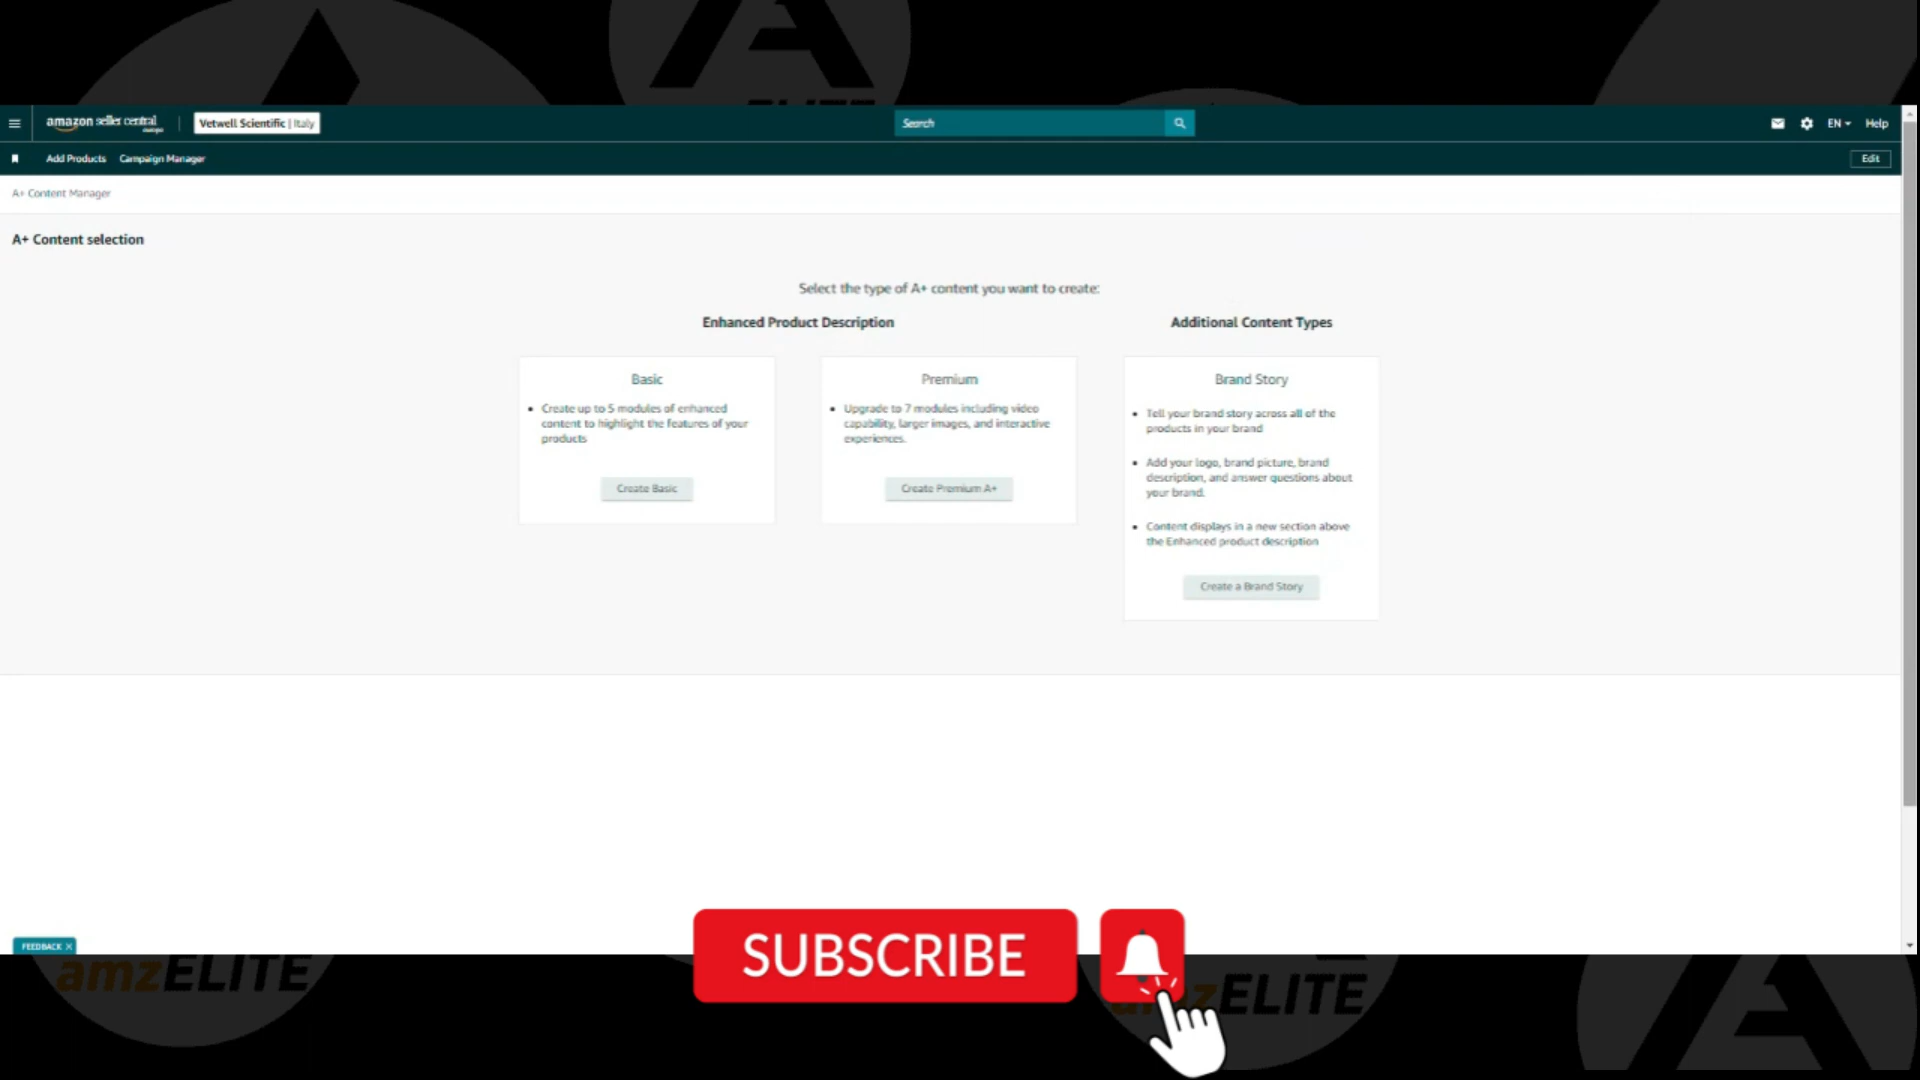 ELITE
amazon seller central
europe
Vetwell Scientific | Italy
Search
EN
Help
Add Products
Campaign Manager
Edit
A+ Content Manager
A+ Content selection
Select the type of A+ content you want to create:
Enhanced Product Description
Additional Content Types
Basic
• Create up to 5 modules of enhanced
content to highlight the features of your
products
Create Basic
Premium
• Upgrade to 7 modules including video
capability, larger images, and interactive
experiences.
Create Premium A+
Brand Story
• Tell your brand story across all of the
products in your brand
• Add your logo, brand picture, brand
description, and answer questions about
your brand.
• Content displays in a new section above
the Enhanced product description
Create a Brand Story
FEEDBACK X
SUBSCRIBE
amzELITE
zELITE